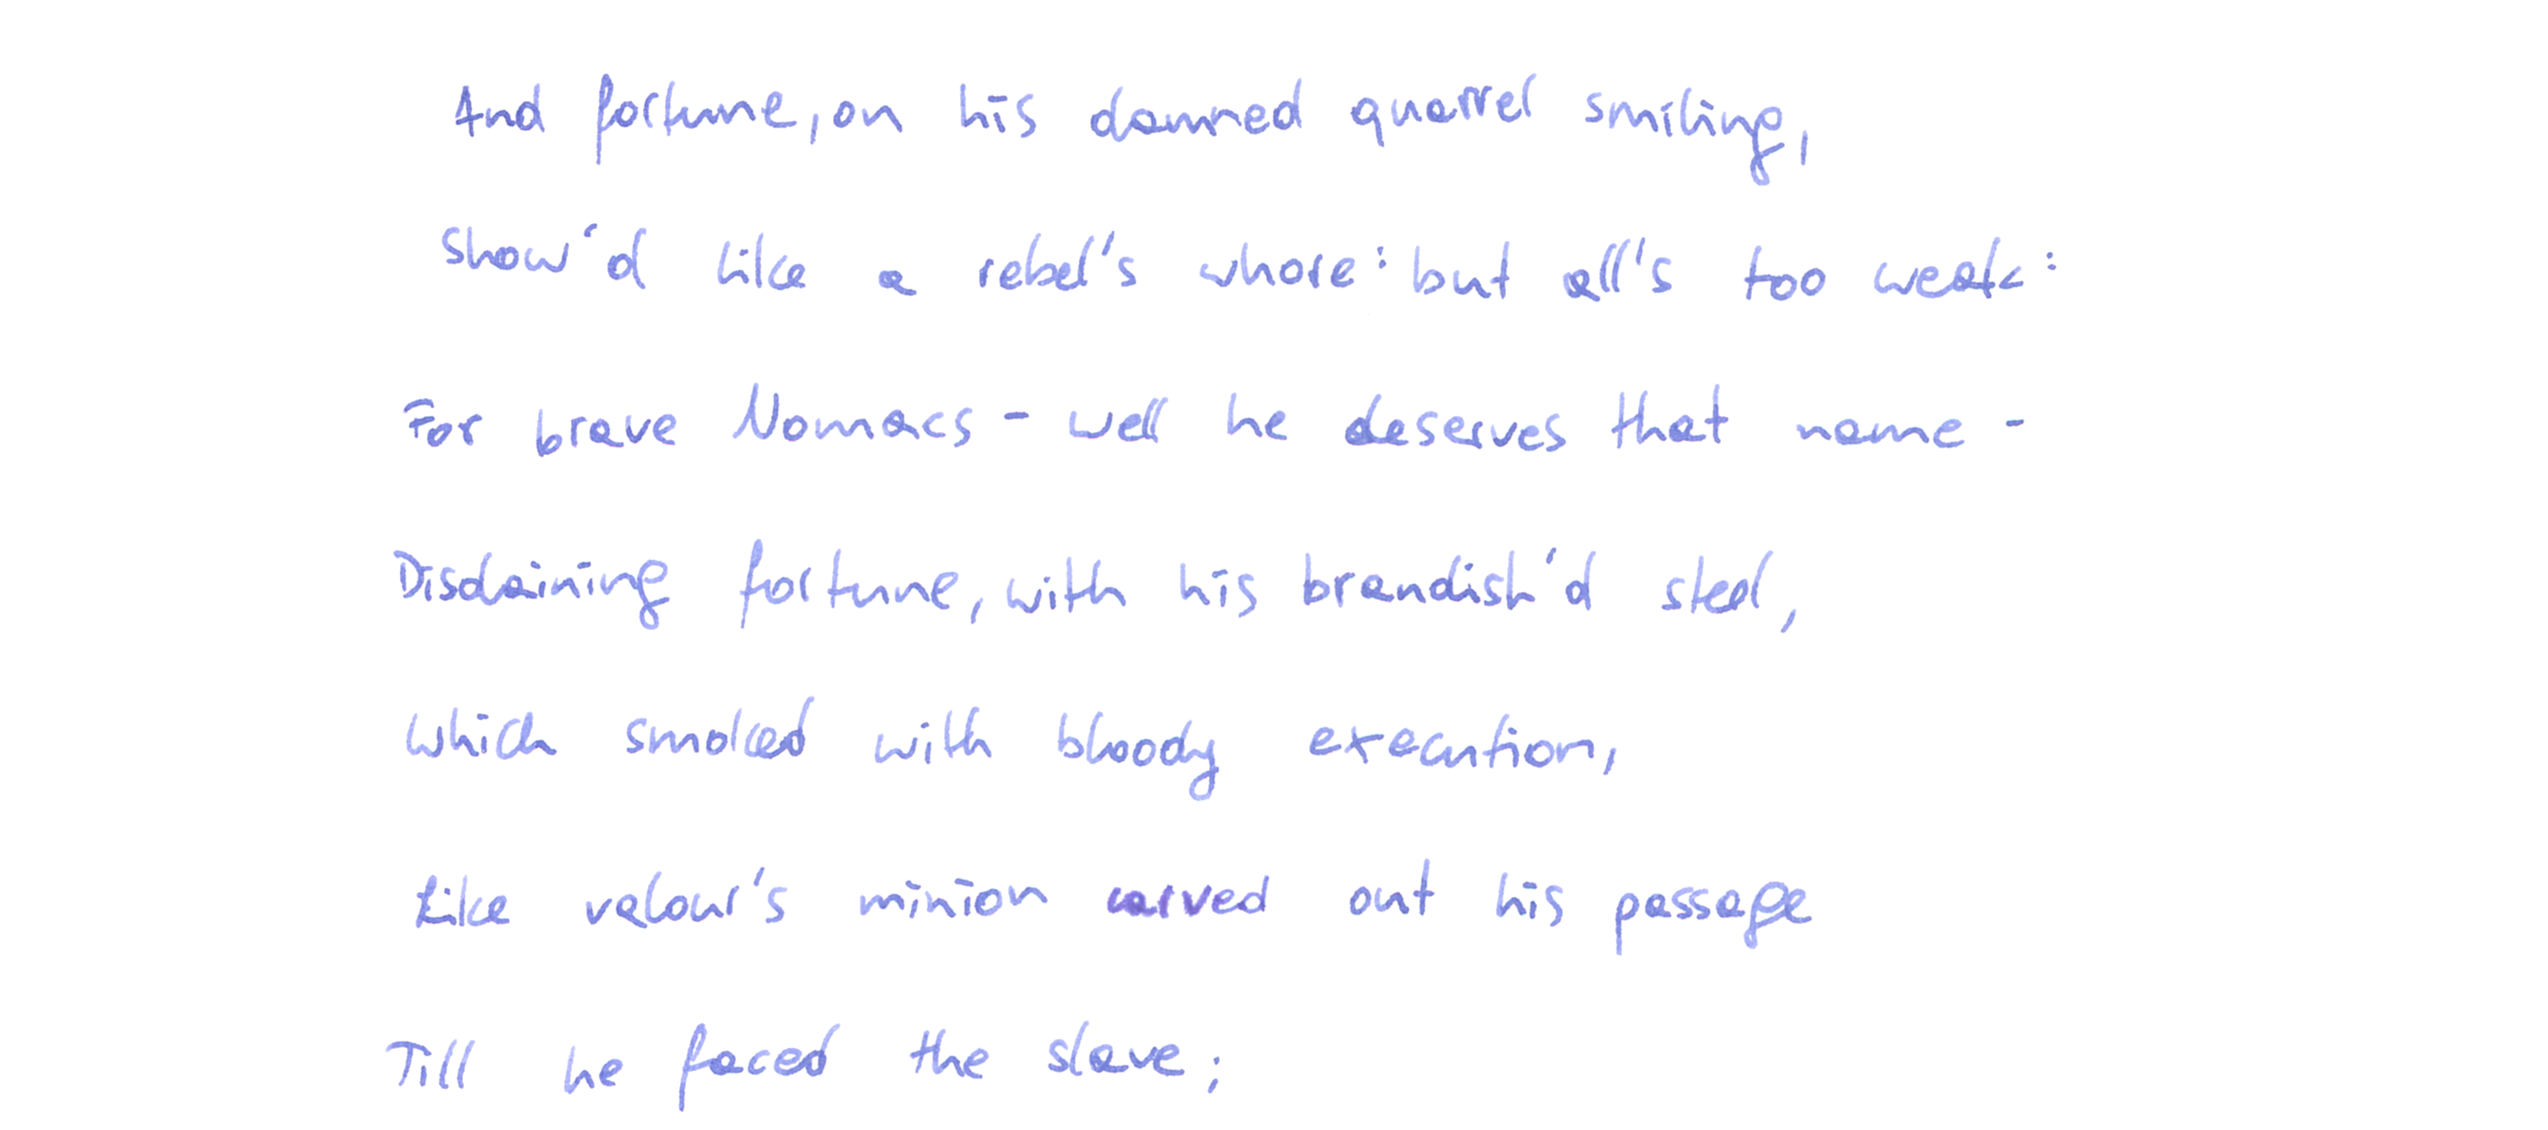 And fortune, on his damned quarrel smiling,
Show'd like a rebel's whore: but all's too weak:
For brave Nomacs - well he deserves that name -
Disdaining fortune, with his brandish'd steel,
Which smoked with bloody execution,
Like valour's minion carved out his passage
Till he faced the slave;